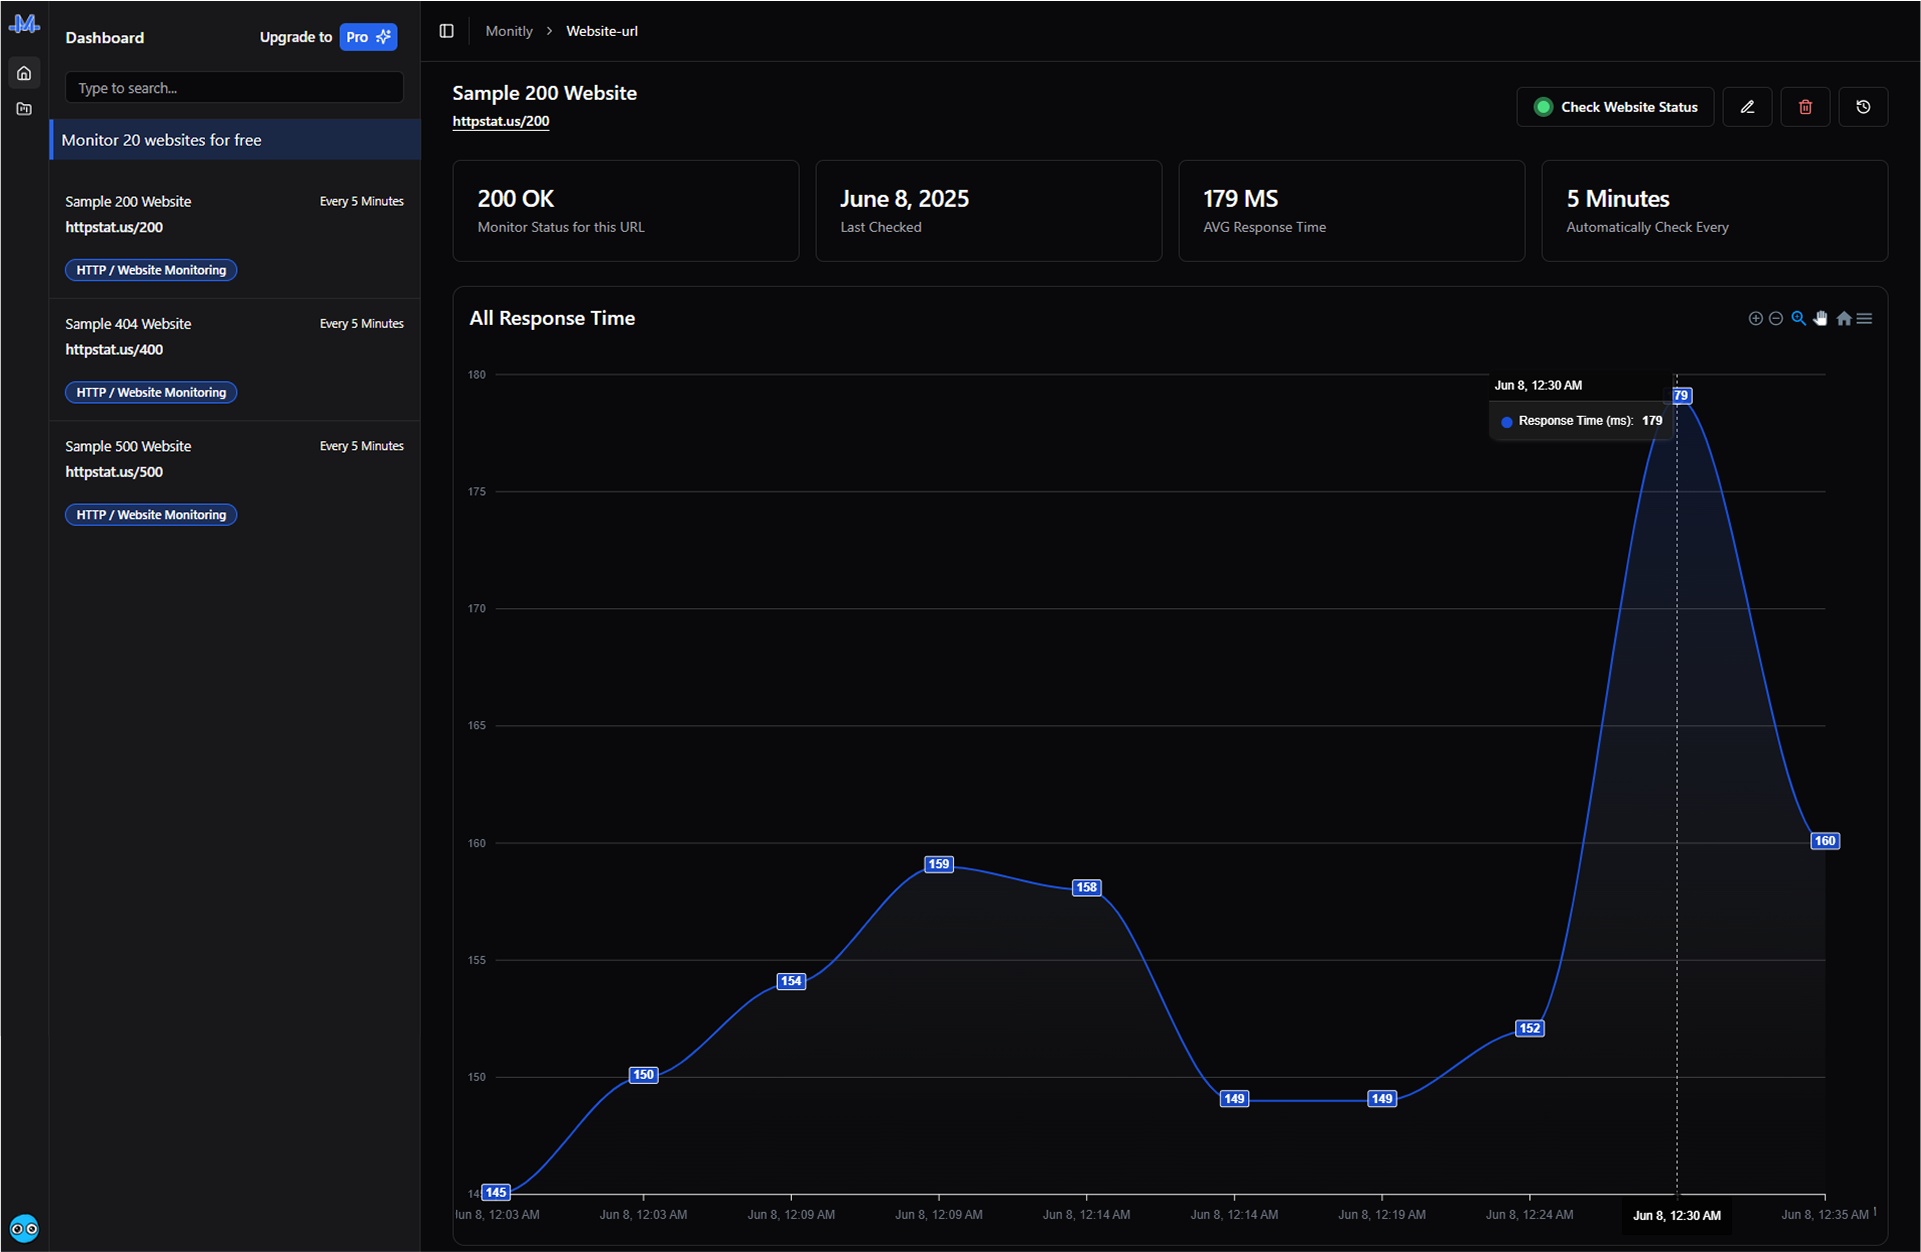 Dashboard
Upgrade to Pro
Type to search...
Monitor 20 websites for free
Sample 200 Website
Every 5 Minutes
httpstat.us/200
HTTP / Website Monitoring
Sample 404 Website
Every 5 Minutes
httpstat.us/400
HTTP / Website Monitoring
Sample 500 Website
Every 5 Minutes
httpstat.us/500
HTTP / Website Monitoring
Monitly > Website-url
Sample 200 Website
httpstat.us/200
Check Website Status
200 OK
Monitor Status for this URL
June 8, 2025
Last Checked
179 MS
AVG Response Time
5 Minutes
Automatically Check Every
All Response Time
180
175
170
165
160
155
150
14
Jun 8, 12:30 AM
Response Time (ms): 179
79
160
159
158
154
152
150
149
149
145
un 8, 12:03 AM
Jun 8, 12:03 AM
Jun 8, 12:09 AM
Jun 8, 12:09 AM
Jun 8, 12:14 AM
Jun 8, 12:14 AM
Jun 8, 12:19 AM
Jun 8, 12:24 AM
Jun 8, 12:30 AM
Jun 8, 12:35 AM